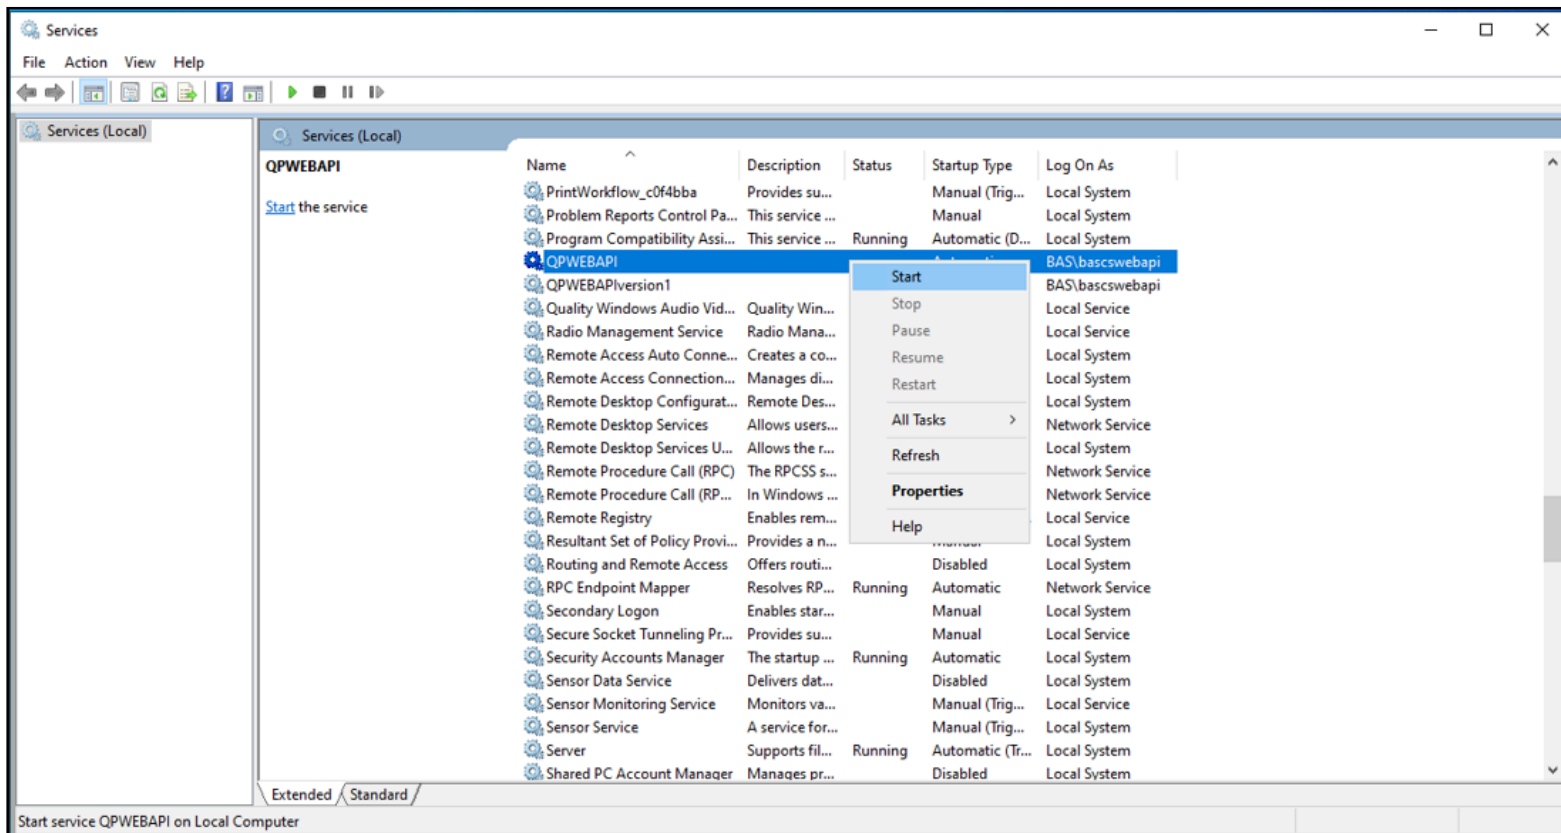 Services
File Action View Help
Services (Local)
Services (Local)
QPWEBAPI
Start the service
Name Description Status Startup Type Log On As
PrintWorkflow_c0f4bba Provides su... Manual (Trig... Local System
Problem Reports Control Pa... This service ... Manual Local System
Program Compatibility Assi... This service ... Running Automatic (D... Local System
QPWEBAPI BAS\bascswebapi
QPWEBAPIversion1 BAS\bascswebapi
Quality Windows Audio Vid... Quality Win... Local Service
Radio Management Service Radio Mana... Local Service
Remote Access Auto Conne... Creates a co... Local System
Remote Access Connection... Manages di... Local System
Remote Desktop Configurat... Remote Des... Local System
Remote Desktop Services Allows users... Network Service
Remote Desktop Services U... Allows the r... Local System
Remote Procedure Call (RPC) The RPCSS s... Network Service
Remote Procedure Call (RP... In Windows ... Network Service
Remote Registry Enables rem... Local Service
Resultant Set of Policy Provi... Provides a n... Local System
Routing and Remote Access Offers routi... Disabled Local System
RPC Endpoint Mapper Resolves RP... Running Automatic Network Service
Secondary Logon Enables star... Manual Local System
Secure Socket Tunneling Pr... Provides su... Manual Local Service
Security Accounts Manager The startup ... Running Automatic Local System
Sensor Data Service Delivers dat... Disabled Local System
Sensor Monitoring Service Monitors va... Manual (Trig... Local Service
Sensor Service A service for... Manual (Trig... Local System
Server Supports fil... Running Automatic (Tr... Local System
Shared PC Account Manager Manages pr... Disabled Local System
Start
Stop
Pause
Resume
Restart
All Tasks
Refresh
Properties
Help
Extended Standard
Start service QPWEBAPI on Local Computer